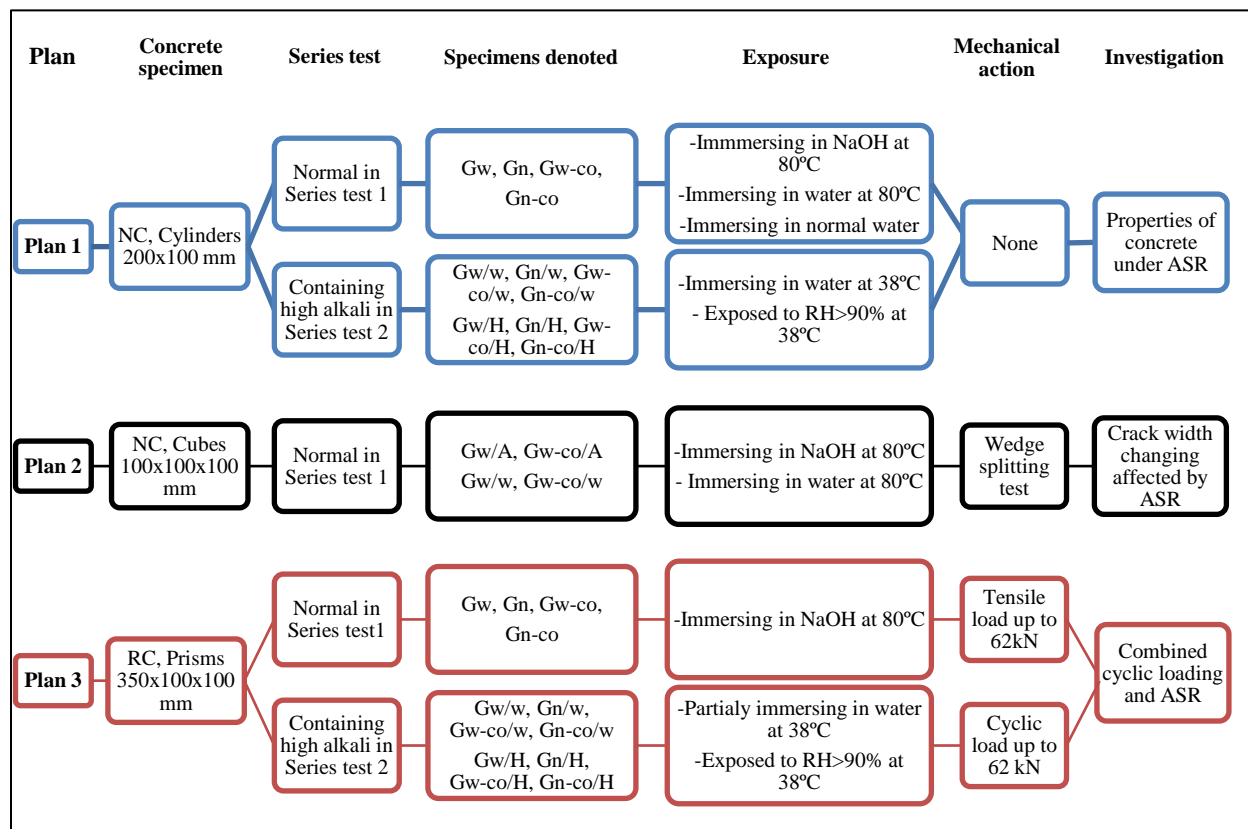 Plan
Concrete
specimen
Series test
Specimens denoted
Exposure
Mechanical
action
Investigation
Plan 1
NC, Cylinders
200x100 mm
Normal in
Series test 1
Gw, Gn, Gw-co,
Gn-co
-Immmersing in NaOH at
80ºC
-Immersing in water at 80ºC
-Immersing in normal water
Containing
high alkali in
Series test 2
Gw/w, Gn/w, Gw-
co/w, Gn-co/w
Gw/H, Gn/H, Gw-
co/H, Gn-co/H
-Immersing in water at 38ºC
- Exposed to RH>90% at
38ºC
None
Properties of
concrete
under ASR
Plan 2
NC, Cubes
100x100x100
mm
Normal in
Series test 1
Gw/A, Gw-co/A
Gw/w, Gw-co/w
-Immersing in NaOH at 80ºC
- Immersing in water at 80ºC
Wedge
splitting
test
Crack width
changing
affected by
ASR
Plan 3
RC, Prisms
350x100x100
mm
Normal in
Series test1
Gw, Gn, Gw-co,
Gn-co
-Immersing in NaOH at 80ºC
Tensile
load up to
62kN
Containing
high alkali in
Series test 2
Gw/w, Gn/w,
Gw-co/w, Gn-co/w
Gw/H, Gn/H,
Gw-co/H, Gn-co/H
-Partialy immersing in water
at 38ºC
-Exposed to RH>90% at
38ºC
Cyclic
load up to
62 kN
Combined
cyclic loading
and ASR